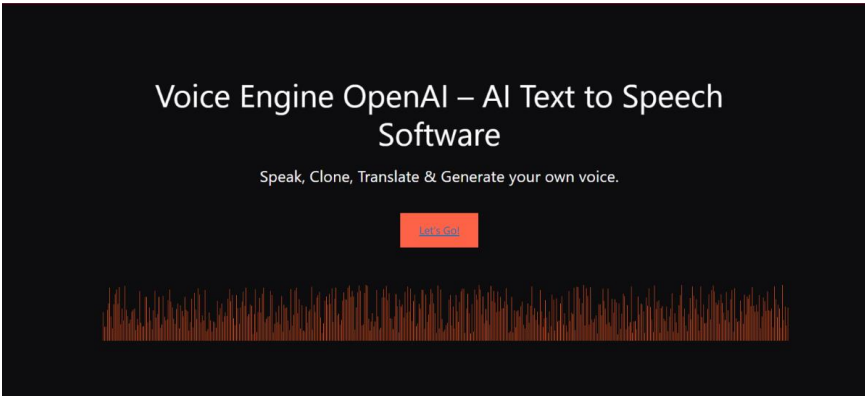 Voice Engine OpenAI – AI Text to Speech
Software
Speak, Clone, Translate & Generate your own voice.
Let's Go!